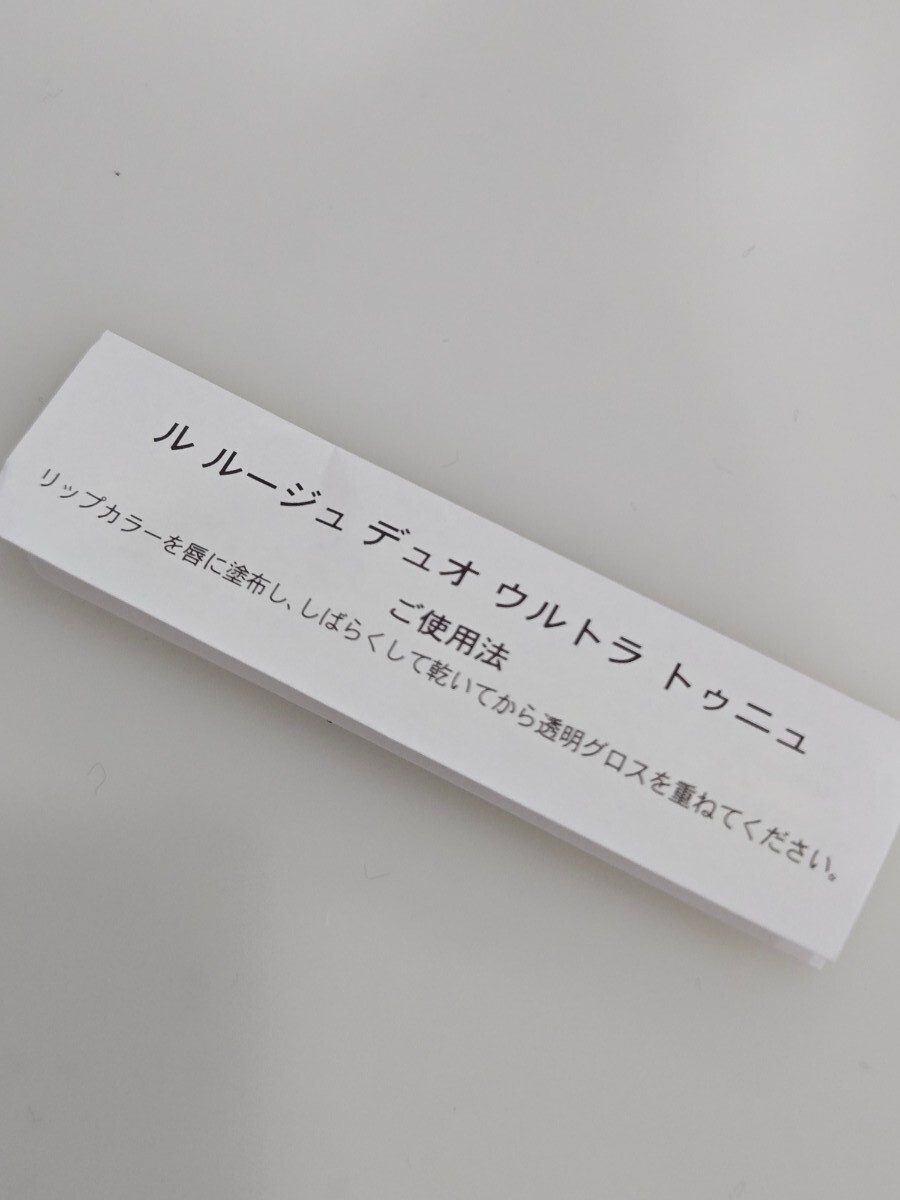 ル ルージュ デュオ ウルトラ トゥニュ
ご使用法
リップカラーを唇に塗布し、しばらくして乾いてから透明グロスを重ねてください。